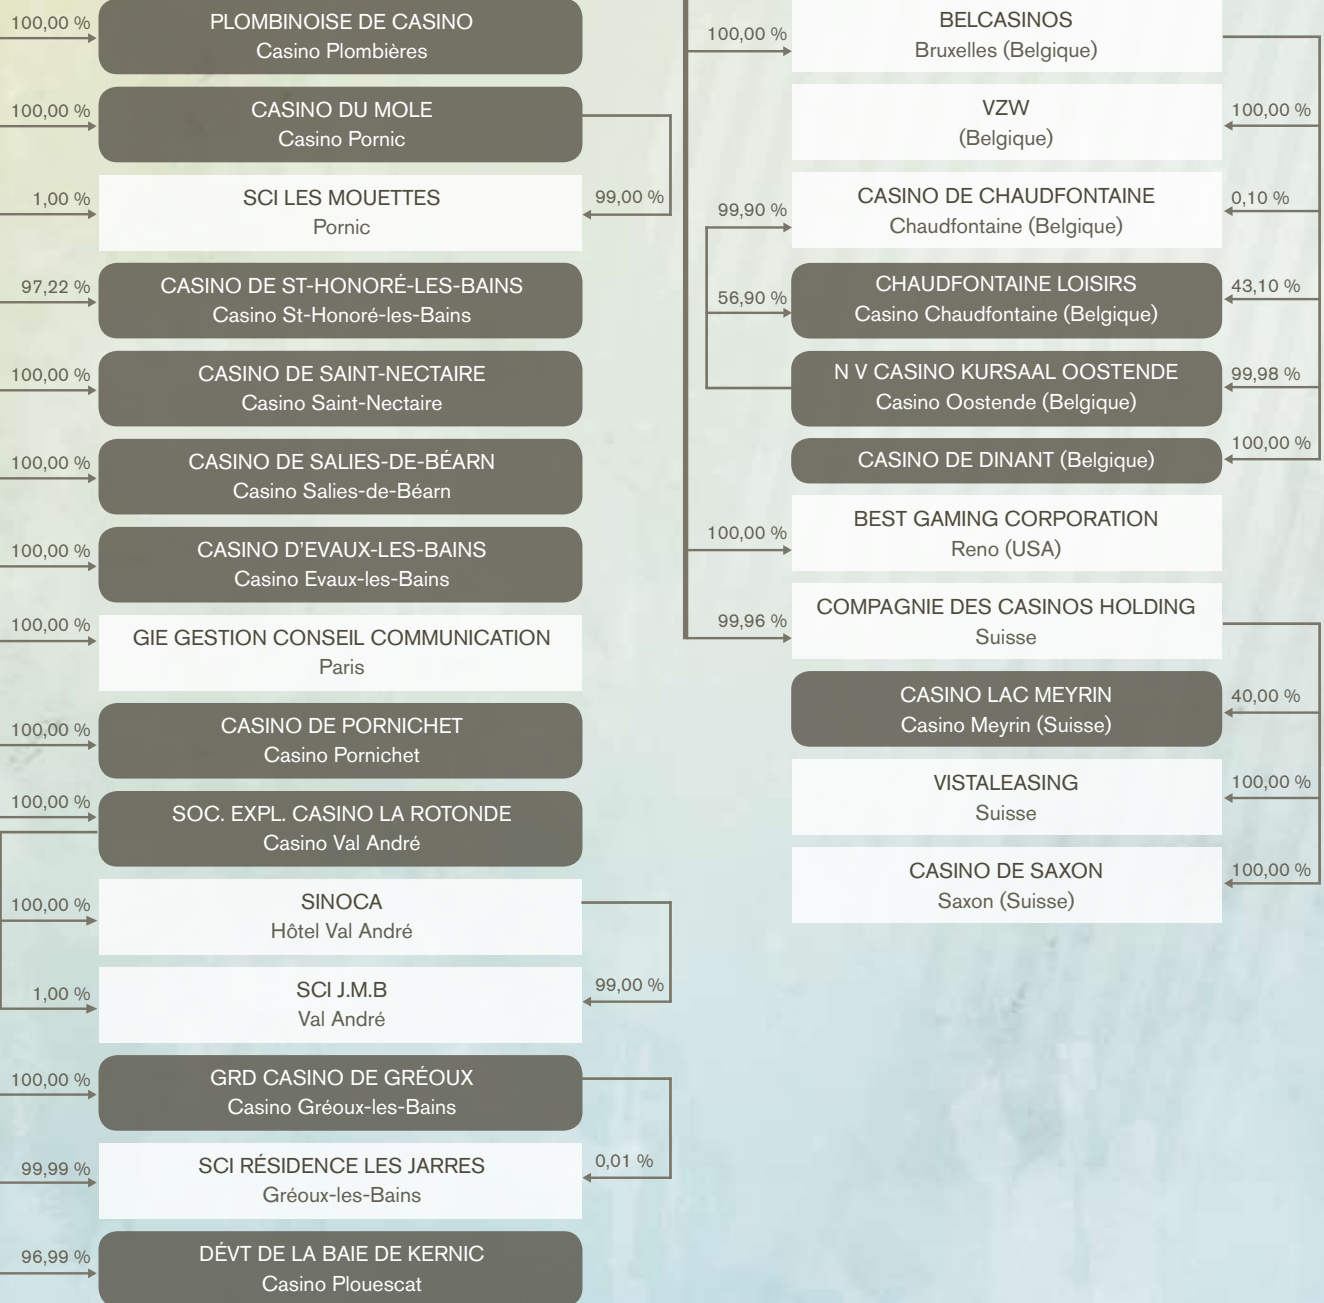 100,00 %
PLOMBINOISE DE CASINO
Casino Plombières
100,00 %
CASINO DU MOLE
Casino Pornic
1,00 %
SCI LES MOUETTES
Pornic
99,00 %
97,22 %
CASINO DE ST-HONORÉ-LES-BAINS
Casino St-Honoré-les-Bains
100,00 %
CASINO DE SAINT-NECTAIRE
Casino Saint-Nectaire
100,00 %
CASINO DE SALIES-DE-BÉARN
Casino Salies-de-Béarn
100,00 %
CASINO D'EVAUX-LES-BAINS
Casino Evaux-les-Bains
100,00 %
GIE GESTION CONSEIL COMMUNICATION
Paris
100,00 %
CASINO DE PORNICHET
Casino Pornichet
100,00 %
SOC. EXPL. CASINO LA ROTONDE
Casino Val André
100,00 %
SINOCA
Hôtel Val André
1,00 %
SCI J.M.B
Val André
99,00 %
100,00 %
GRD CASINO DE GRÉOUX
Casino Gréoux-les-Bains
99,99 %
SCI RÉSIDENCE LES JARRES
Gréoux-les-Bains
0,01 %
96,99 %
DÉVT DE LA BAIE DE KERNIC
Casino Plouescat
100,00 %
BELCASINOS
Bruxelles (Belgique)
VZW
(Belgique)
100,00 %
99,90 %
CASINO DE CHAUDFONTAINE
Chaudfontaine (Belgique)
0,10 %
56,90 %
CHAUDFONTAINE LOISIRS
Casino Chaudfontaine (Belgique)
43,10 %
N V CASINO KURSAAL OOSTENDE
Casino Oostende (Belgique)
99,98 %
CASINO DE DINANT (Belgique)
100,00 %
100,00 %
BEST GAMING CORPORATION
Reno (USA)
99,96 %
COMPAGNIE DES CASINOS HOLDING
Suisse
CASINO LAC MEYRIN
Casino Meyrin (Suisse)
40,00 %
VISTALEASING
Suisse
100,00 %
CASINO DE SAXON
Saxon (Suisse)
100,00 %